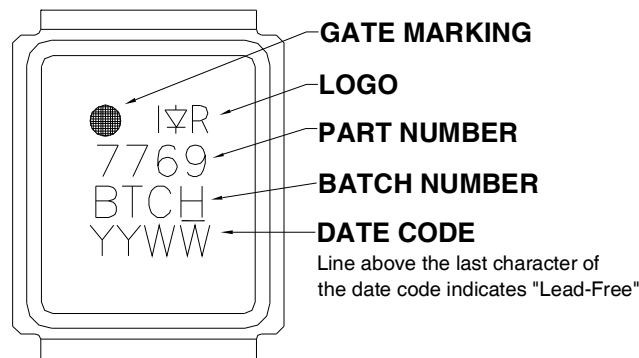 GATE MARKING
LOGO
I R
PART NUMBER
7769
BATCH NUMBER
BTCH
DATE CODE
YYWW
Line above the last character of
the date code indicates "Lead-Free"